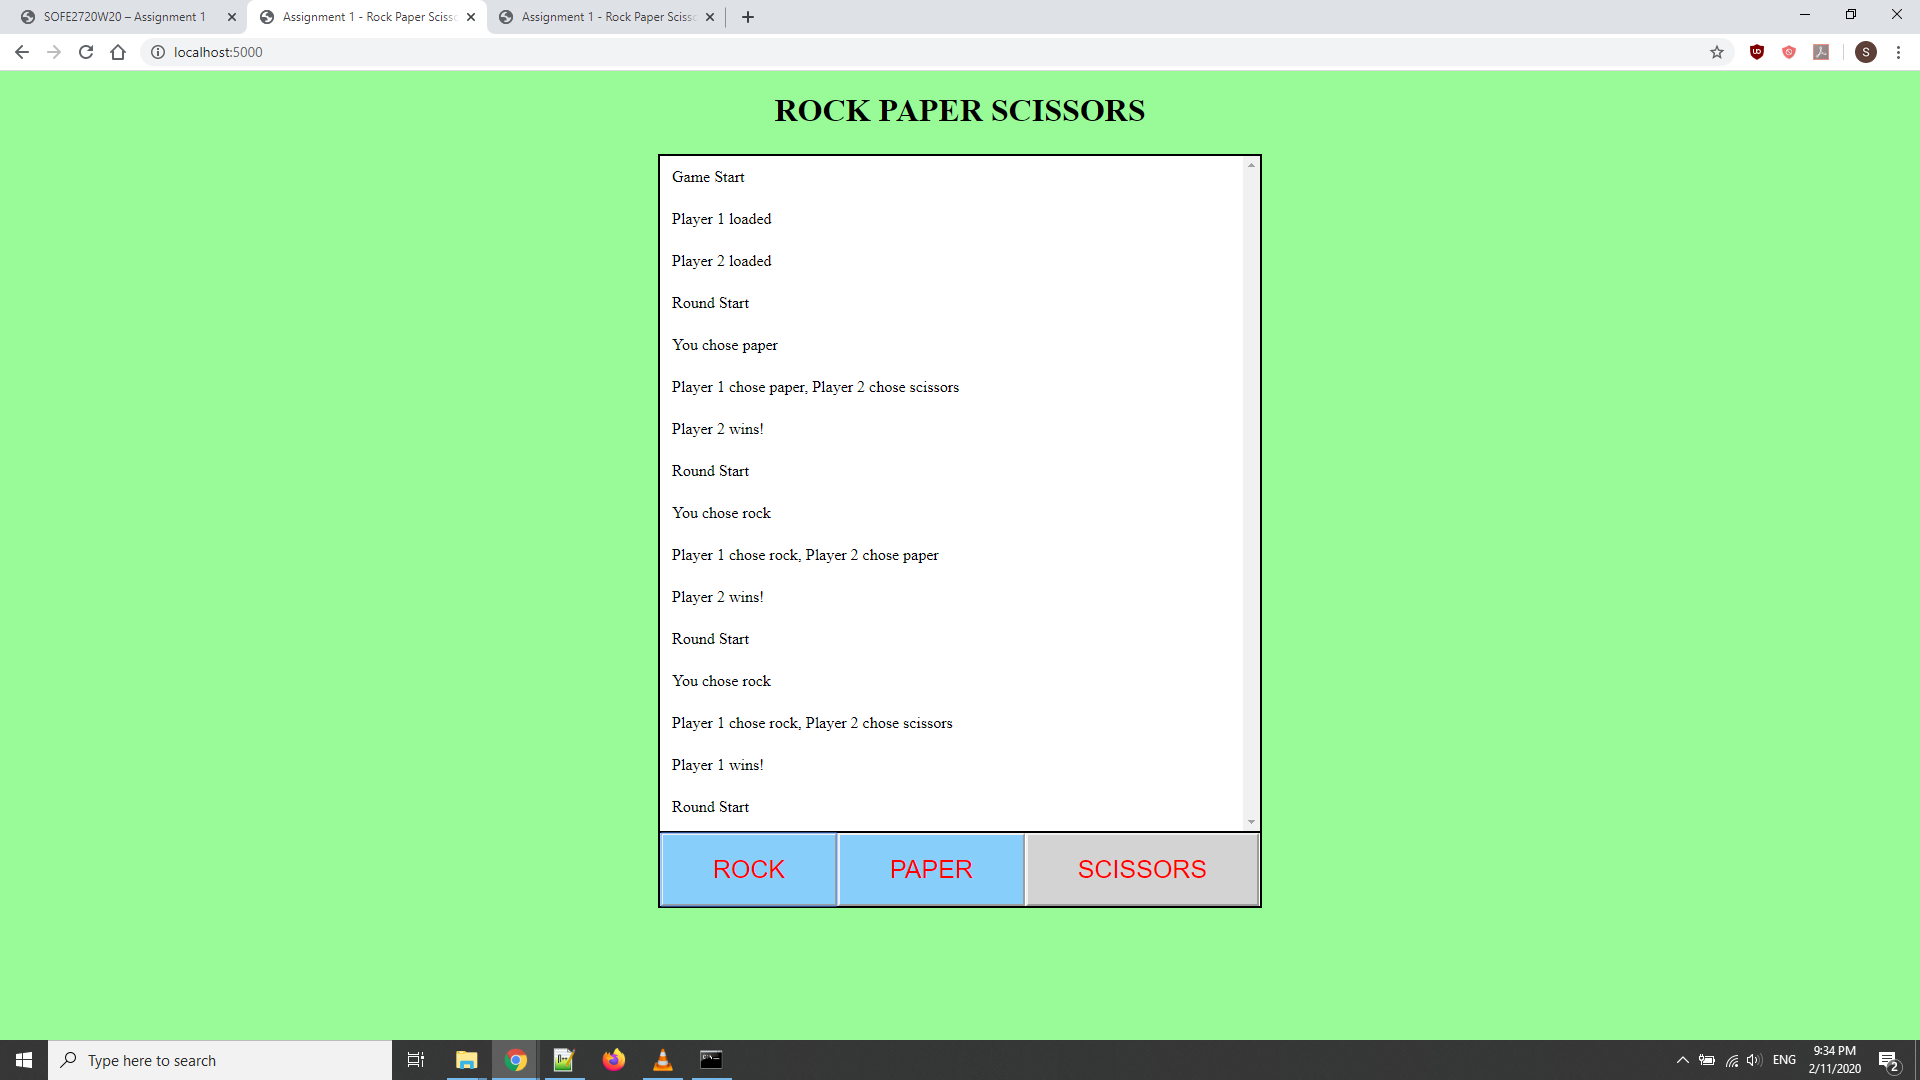 SOFE2720W20 – Assignment 1
Assignment 1 - Rock Paper Scisso
Assignment 1 - Rock Paper Scisso
localhost:5000
S
ROCK PAPER SCISSORS
Game Start
Player 1 loaded
Player 2 loaded
Round Start
You chose paper
Player 1 chose paper, Player 2 chose scissors
Player 2 wins!
Round Start
You chose rock
Player 1 chose rock, Player 2 chose paper
Player 2 wins!
Round Start
You chose rock
Player 1 chose rock, Player 2 chose scissors
Player 1 wins!
Round Start
ROCK PAPER SCISSORS
Type here to search
ENG
9:34 PM
2/11/2020
2